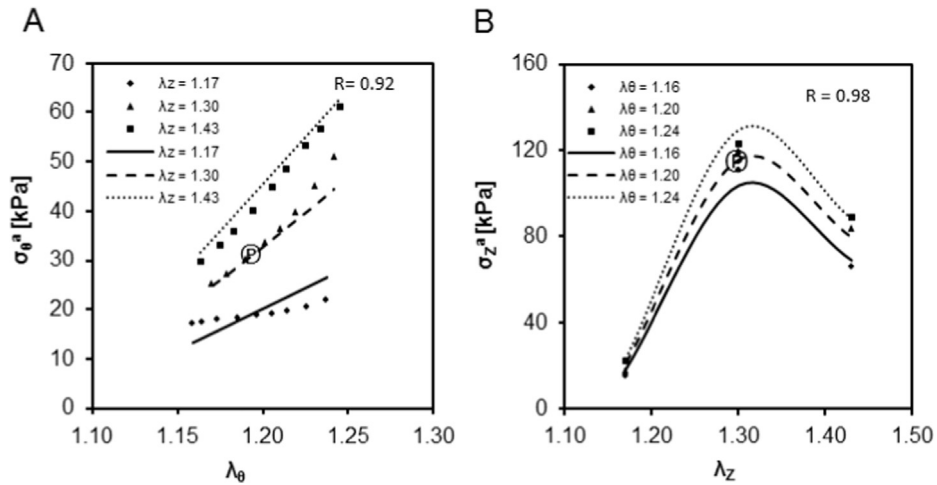 A
70
60
50
40
30
20
10
0
σθᵃ [kPa]
λz = 1.17
λz = 1.30
λz = 1.43
λz = 1.17
λz = 1.30
λz = 1.43
R= 0.92
P
1.10
1.15
1.20
1.25
1.30
λθ
B
160
120
80
40
0
σZᵃ [kPa]
λθ = 1.16
λθ = 1.20
λθ = 1.24
λθ = 1.16
λθ = 1.20
λθ = 1.24
R = 0.98
P
1.10
1.20
1.30
1.40
1.50
λZ